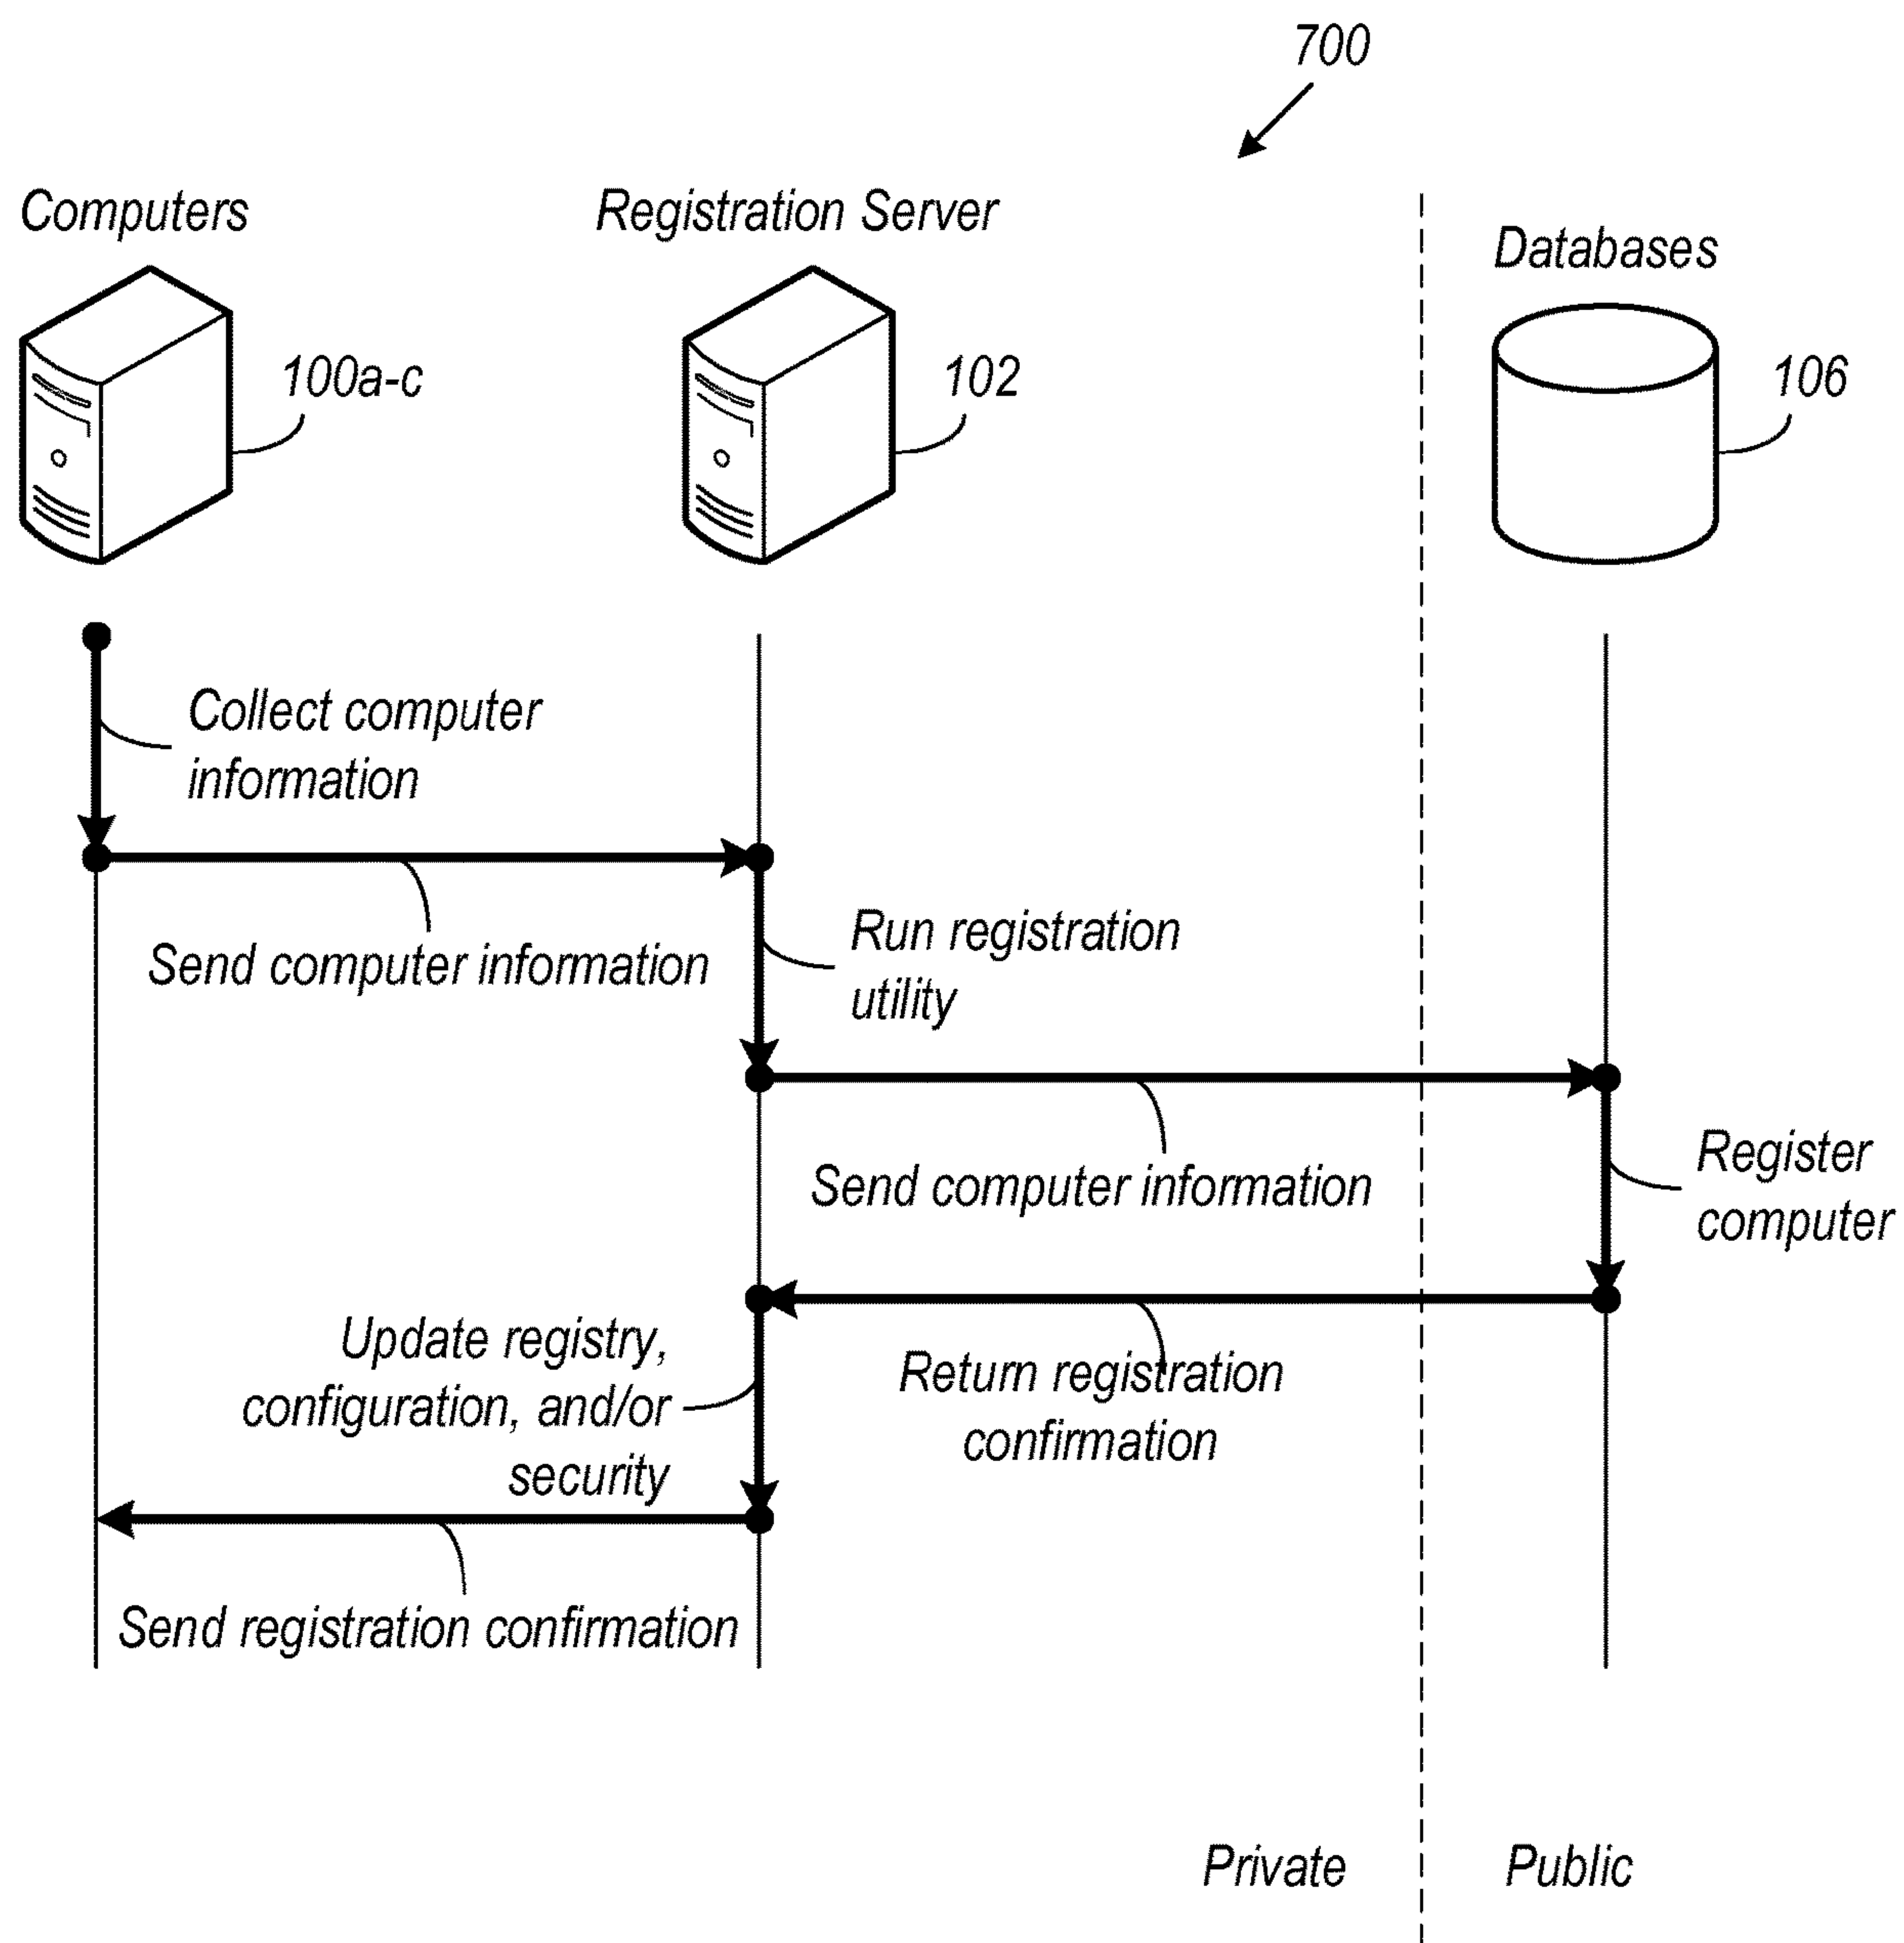 700
Computers
Registration Server
Databases
100a-c
102
106
Collect computer
information
Send computer information
Run registration
utility
Send computer information
Register
computer
Update registry,
configuration, and/or
security
Return registration
confirmation
Send registration confirmation
Private
Public